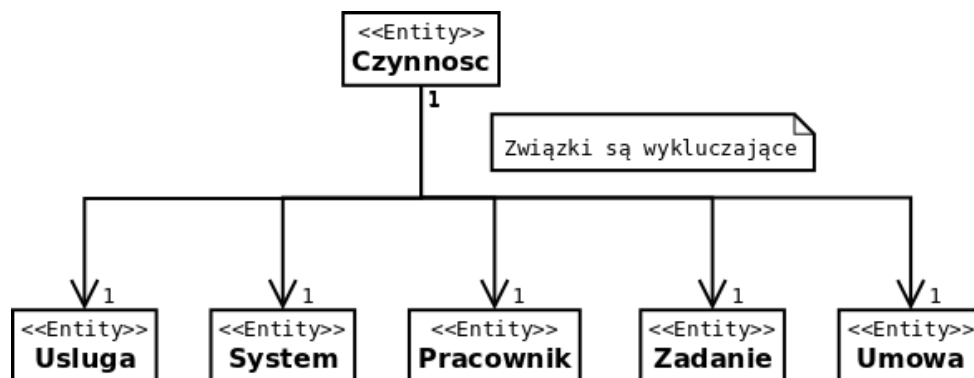 <<Entity>>
Czynnosc
1
Związki są wykluczające
1
1
1
1
1
<<Entity>>
Usluga
<<Entity>>
System
<<Entity>>
Pracownik
<<Entity>>
Zadanie
<<Entity>>
Umowa